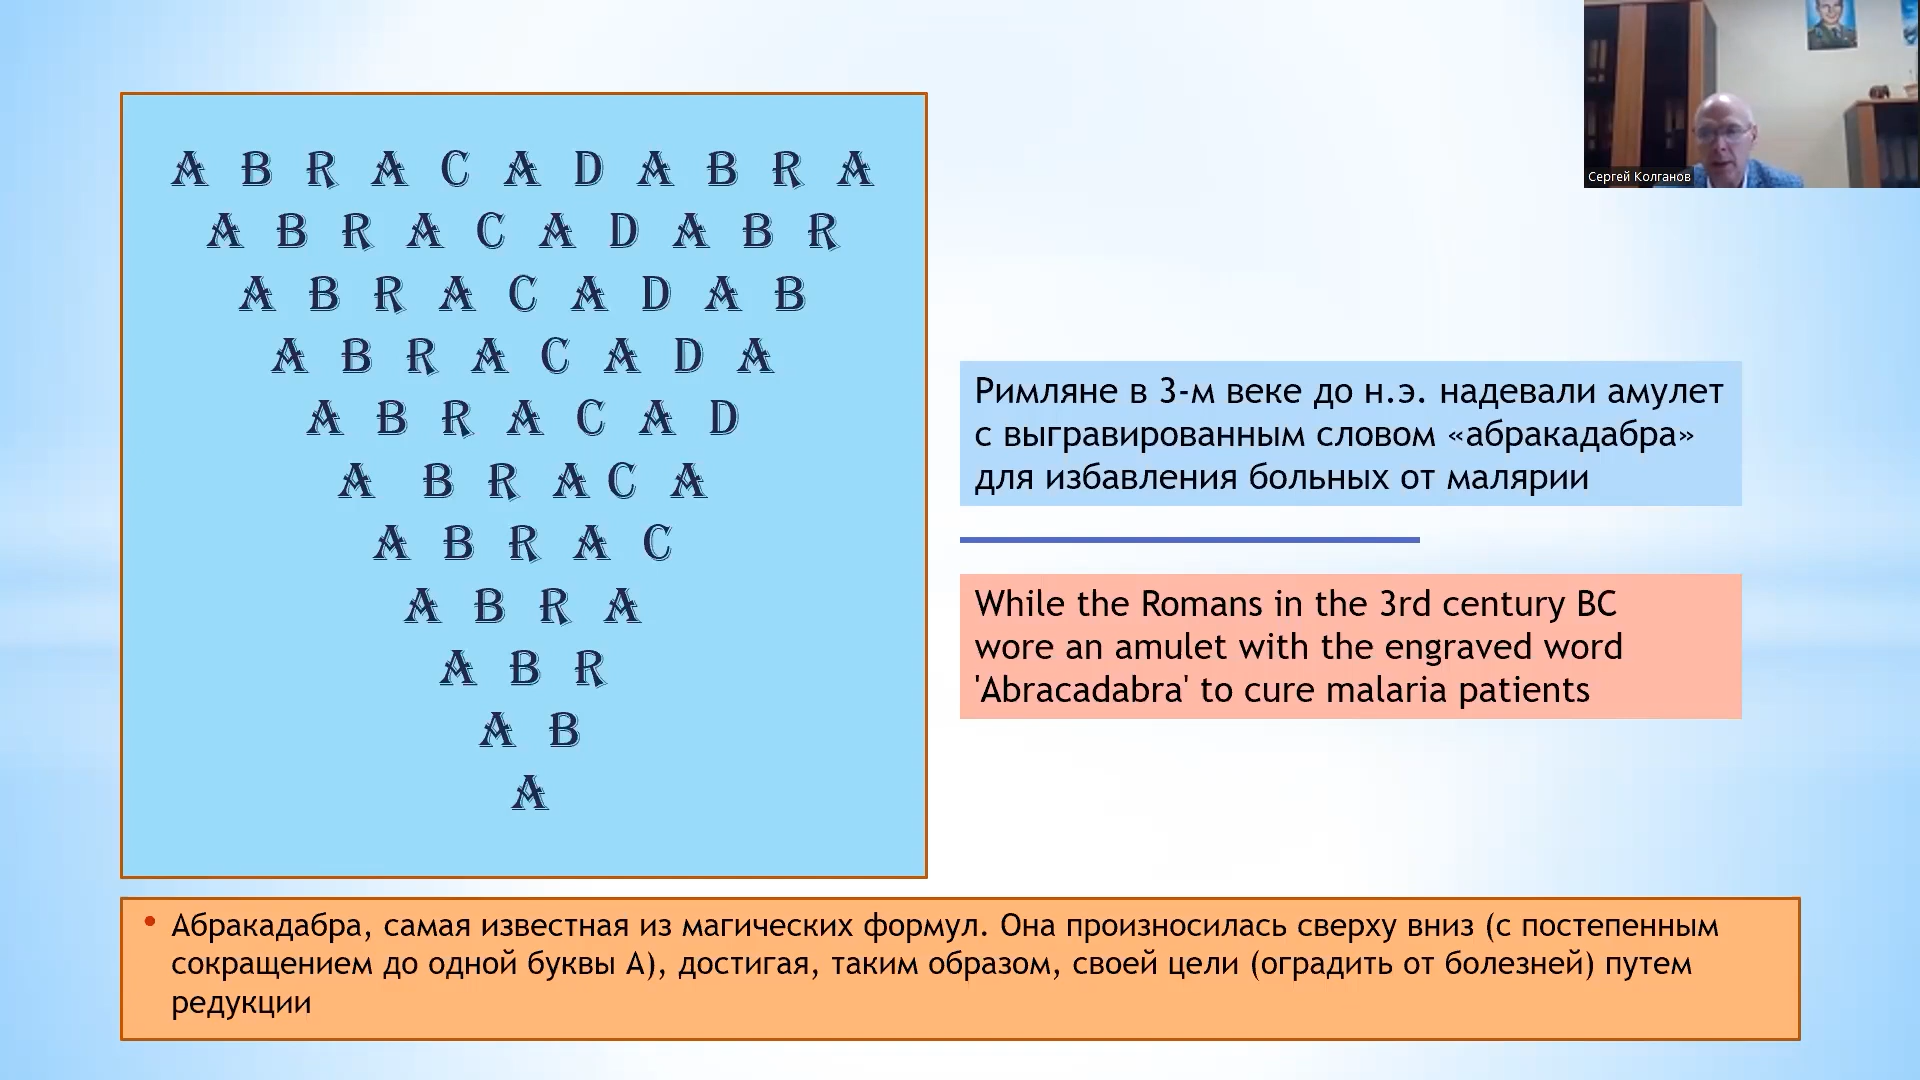 A B R A C A D A B R A
A B R A C A D A B R
A B R A C A D A B
A B R A C A D A
A B R A C A D
A B R A C A
A B R A C
A B R A
A B R
A B
A
Сергей Колганов
Римляне в 3-м веке до н.э. надевали амулет
с выгравированным словом «абракадабра»
для избавления больных от малярии
While the Romans in the 3rd century BC
wore an amulet with the engraved word
'Abracadabra' to cure malaria patients
• Абракадабра, самая известная из магических формул. Она произносилась сверху вниз (с постепенным
сокращением до одной буквы А), достигая, таким образом, своей цели (оградить от болезней) путем
редукции